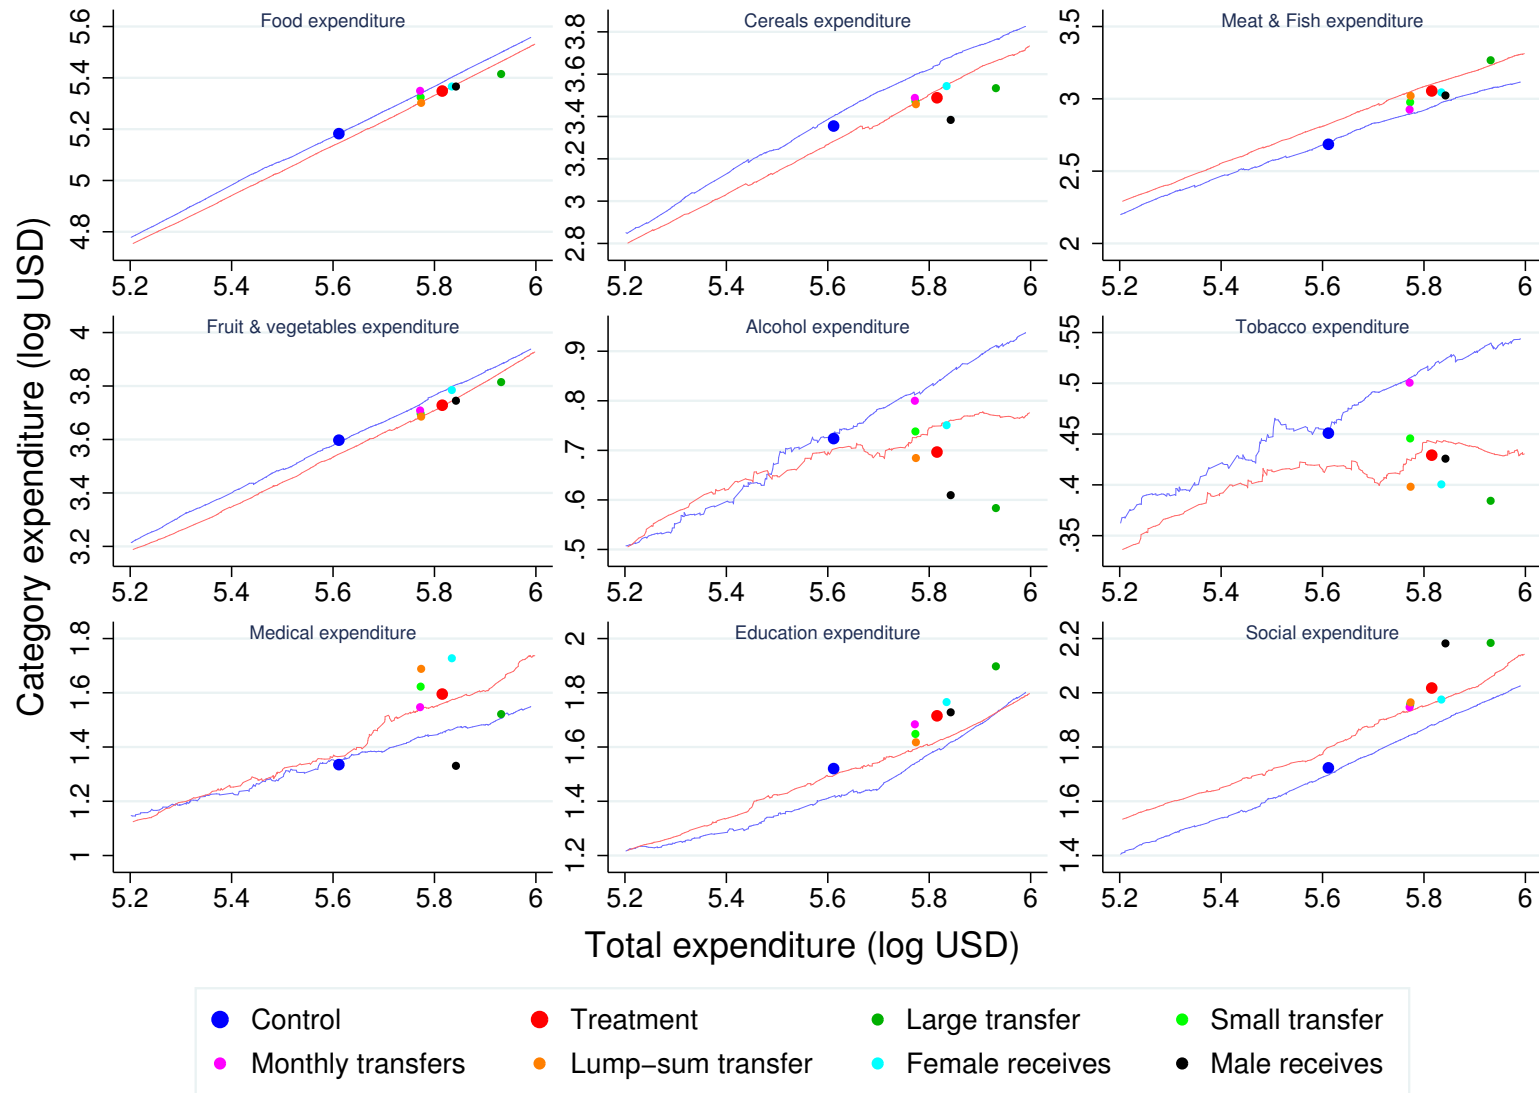 Category expenditure (log USD)
Food expenditure
5.6
5.4
5.2
5
4.8
5.2 5.4 5.6 5.8 6
Cereals expenditure
3.8
3.6
3.4
3.2
3
2.8
5.2 5.4 5.6 5.8 6
Meat & Fish expenditure
3.5
3
2.5
2
5.2 5.4 5.6 5.8 6
Fruit & vegetables expenditure
4
3.8
3.6
3.4
3.2
5.2 5.4 5.6 5.8 6
Alcohol expenditure
.9
.8
.7
.6
.5
5.2 5.4 5.6 5.8 6
Tobacco expenditure
.55
.5
.45
.4
.35
5.2 5.4 5.6 5.8 6
Medical expenditure
1.8
1.6
1.4
1.2
1
5.2 5.4 5.6 5.8 6
Education expenditure
2
1.8
1.6
1.4
1.2
5.2 5.4 5.6 5.8 6
Social expenditure
2.2
2
1.8
1.6
1.4
5.2 5.4 5.6 5.8 6
Total expenditure (log USD)
Control Treatment Large transfer Small transfer
Monthly transfers Lump−sum transfer Female receives Male receives